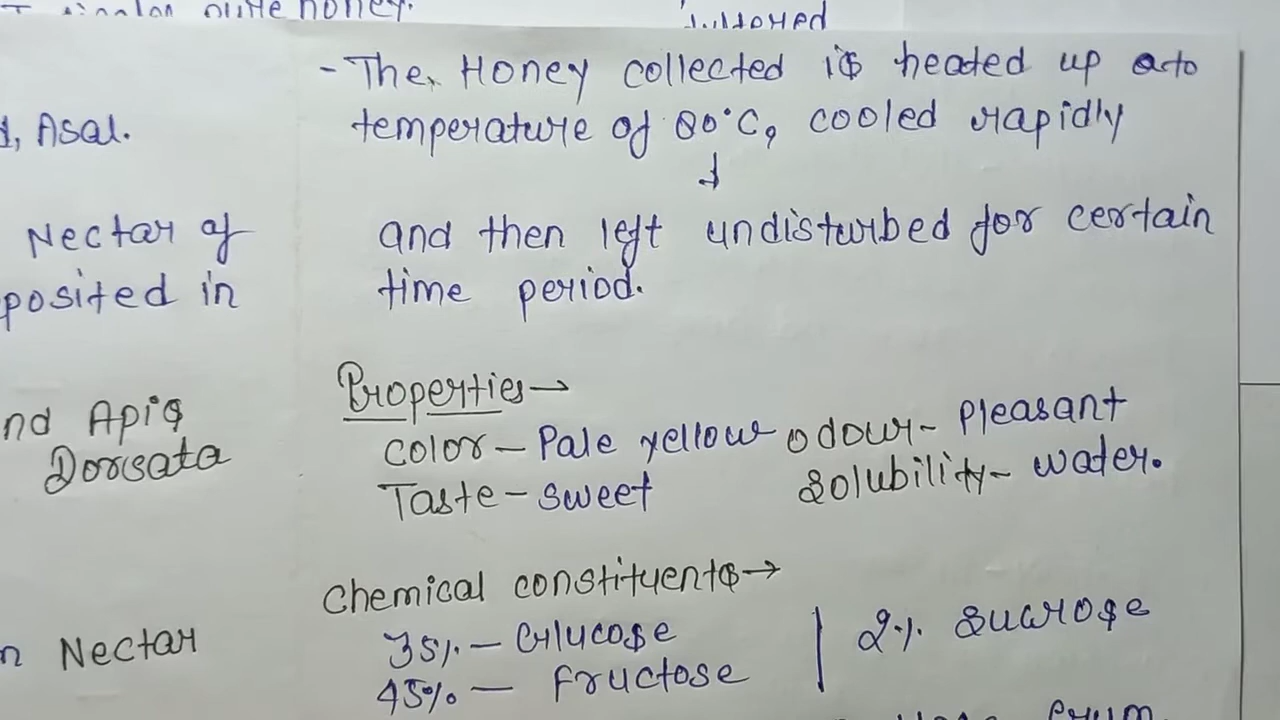 honey.
- The Honey collected is heated up to
temperature of 80°C, cooled rapidly
↓
and then left undisturbed for certain
time period.
Asal.
Nectar of
posited in
nd Apis
Dorsata
Nectar
Properties→
color – Pale yellow odour – Pleasant
Taste – sweet solubility – water.
chemical constituents→
35% – Glucose | 2% Sucrose
45% – Fructose